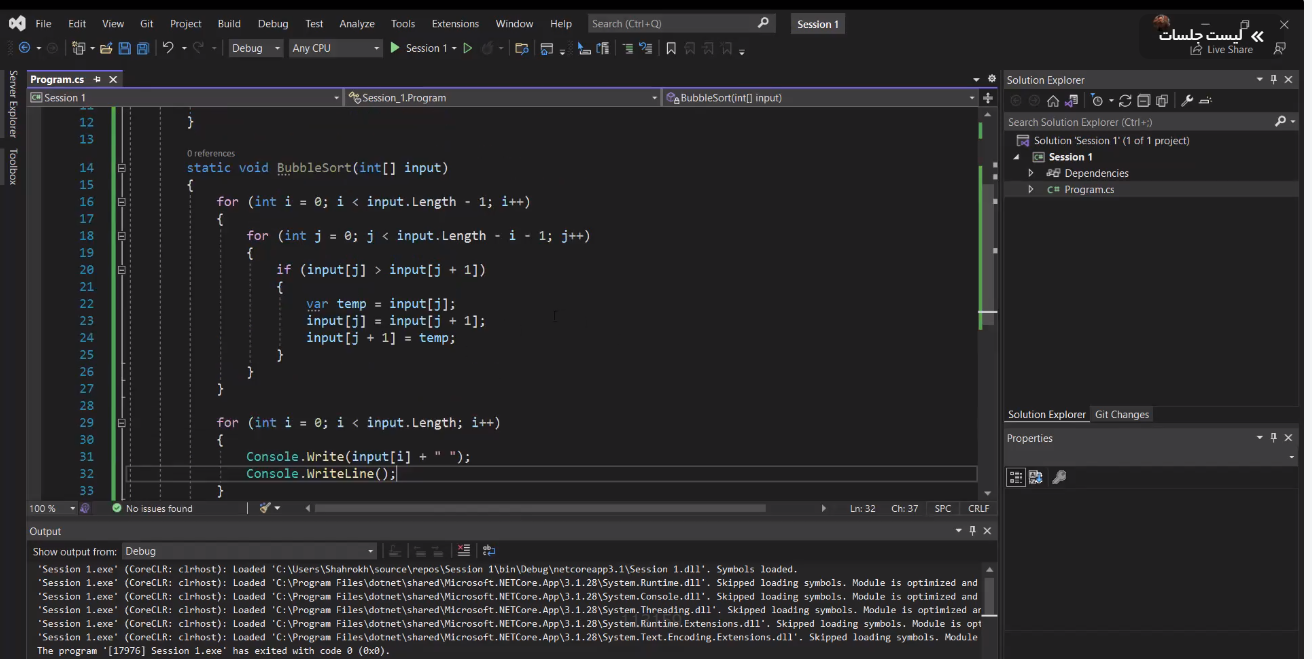 File Edit View Git Project Build Debug Test Analyze Tools Extensions Window Help Search (Ctrl+Q) Session 1
لیست جلسات
Debug Any CPU Session 1 Live Share
Server Explorer
Toolbox
Program.cs
Session 1 Session_1.Program BubbleSort(int[] input)
11
12 }
13
0 references
14 static void BubbleSort(int[] input)
15 {
16 for (int i = 0; i < input.Length - 1; i++)
17 {
18 for (int j = 0; j < input.Length - i - 1; j++)
19 {
20 if (input[j] > input[j + 1])
21 {
22 var temp = input[j];
23 input[j] = input[j + 1];
24 input[j + 1] = temp;
25 }
26 }
27 }
28
29 for (int i = 0; i < input.Length; i++)
30 {
31 Console.Write(input[i] + " ");
32 Console.WriteLine();
33 }
100 % No issues found Ln: 32 Ch: 37 SPC CRLF
Output
Show output from: Debug
'Session 1.exe' (CoreCLR: clrhost): Loaded 'C:\Users\Shahrokh\source\repos\Session 1\bin\Debug\netcoreapp3.1\Session 1.dll'. Symbols loaded.
'Session 1.exe' (CoreCLR: clrhost): Loaded 'C:\Program Files\dotnet\shared\Microsoft.NETCore.App\3.1.28\System.Runtime.dll'. Skipped loading symbols. Module is optimized and
'Session 1.exe' (CoreCLR: clrhost): Loaded 'C:\Program Files\dotnet\shared\Microsoft.NETCore.App\3.1.28\System.Console.dll'. Skipped loading symbols. Module is optimized and
'Session 1.exe' (CoreCLR: clrhost): Loaded 'C:\Program Files\dotnet\shared\Microsoft.NETCore.App\3.1.28\System.Threading.dll'. Skipped loading symbols. Module is optimized a
'Session 1.exe' (CoreCLR: clrhost): Loaded 'C:\Program Files\dotnet\shared\Microsoft.NETCore.App\3.1.28\System.Runtime.Extensions.dll'. Skipped loading symbols. Module is op
'Session 1.exe' (CoreCLR: clrhost): Loaded 'C:\Program Files\dotnet\shared\Microsoft.NETCore.App\3.1.28\System.Text.Encoding.Extensions.dll'. Skipped loading symbols. Module
The program '[17976] Session 1.exe' has exited with code 0 (0x0).
Solution Explorer
Search Solution Explorer (Ctrl+;)
Solution 'Session 1' (1 of 1 project)
Session 1
Dependencies
C# Program.cs
Solution Explorer Git Changes
Properties